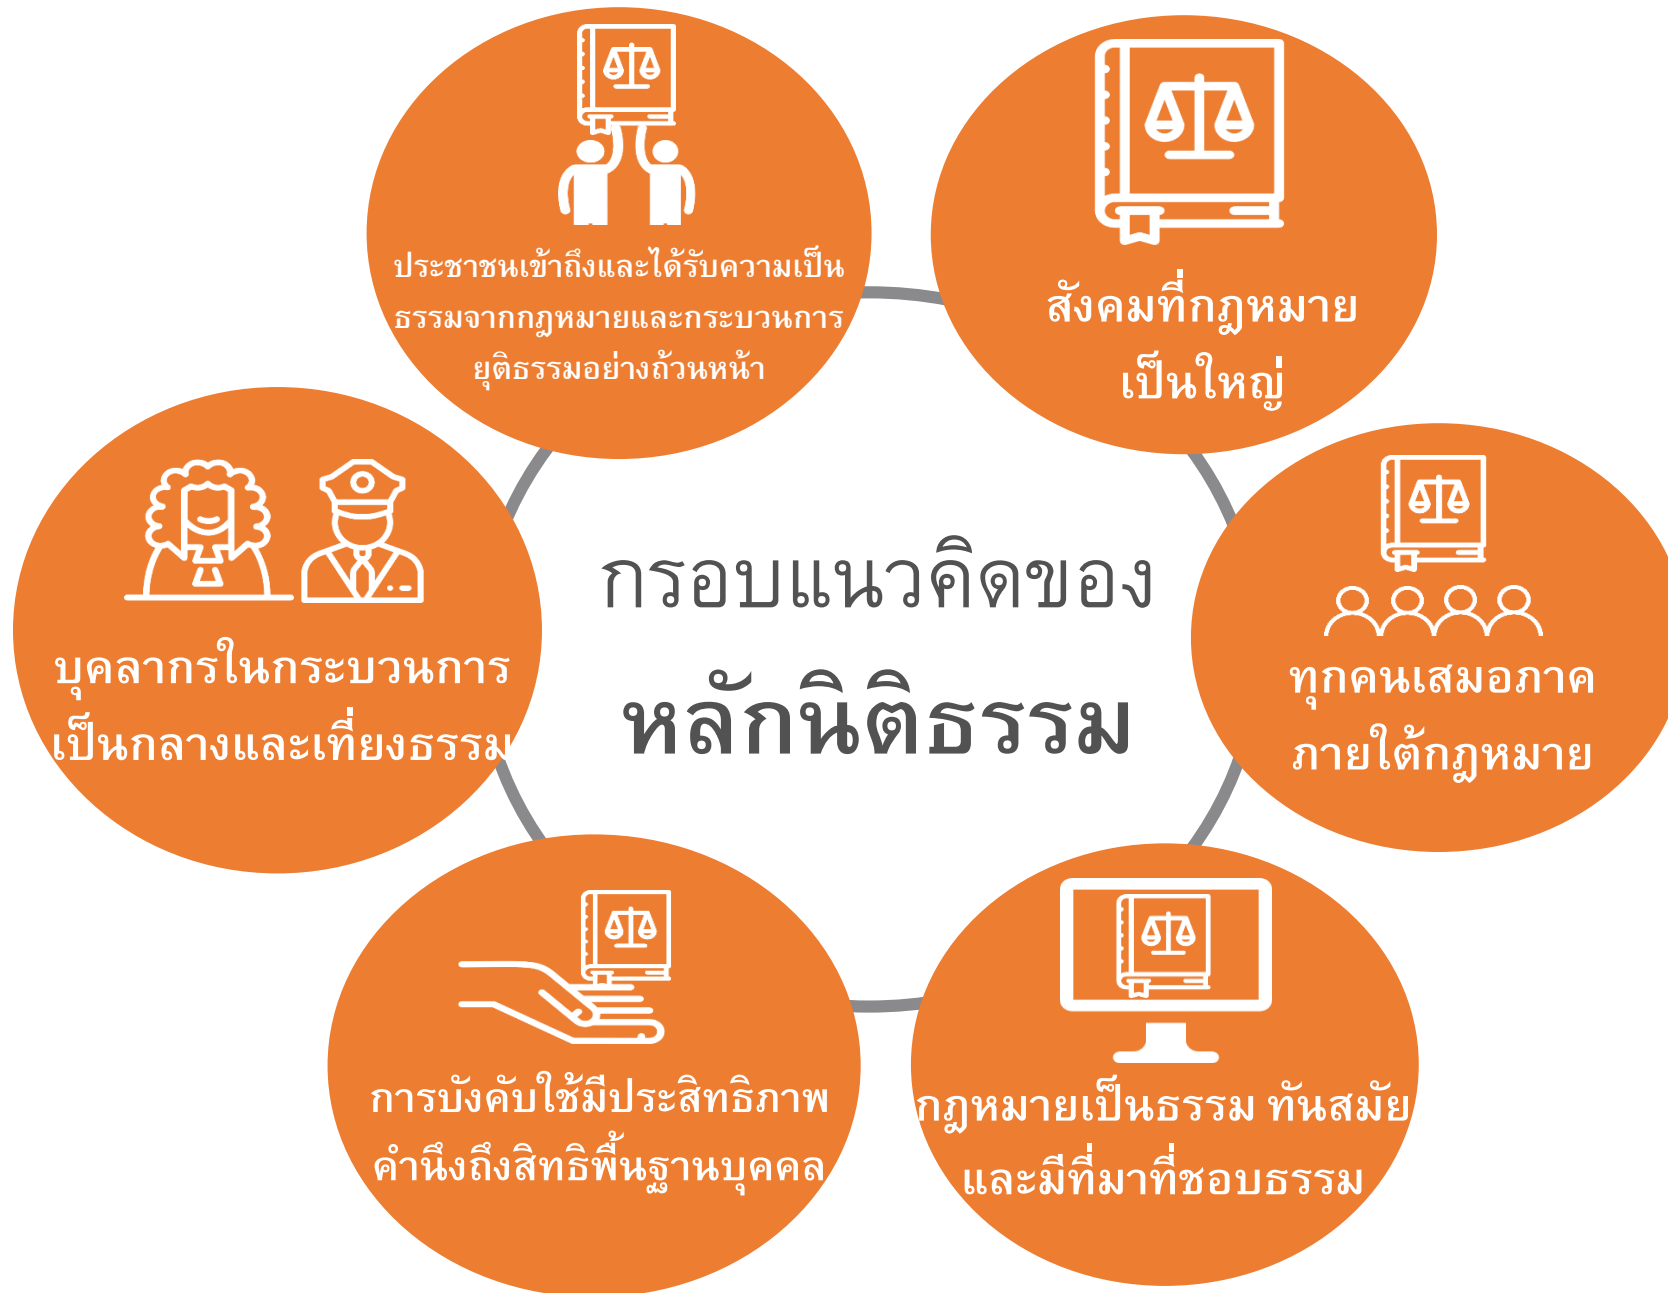 ประชาชนเข้าถึงและได้รับความเป็น
ธรรมจากกฎหมายและกระบวนการ
ยุติธรรมอย่างถ้วนหน้า
สังคมที่กฎหมาย
เป็นใหญ่
ทุกคนเสมอภาค
ภายใต้กฎหมาย
กฎหมายเป็นธรรม ทันสมัย
และมีที่มาที่ชอบธรรม
การบังคับใช้มีประสิทธิภาพ
คำนึงถึงสิทธิพื้นฐานบุคคล
บุคลากรในกระบวนการ
เป็นกลางและเที่ยงธรรม
กรอบแนวคิดของ
หลักนิติธรรม